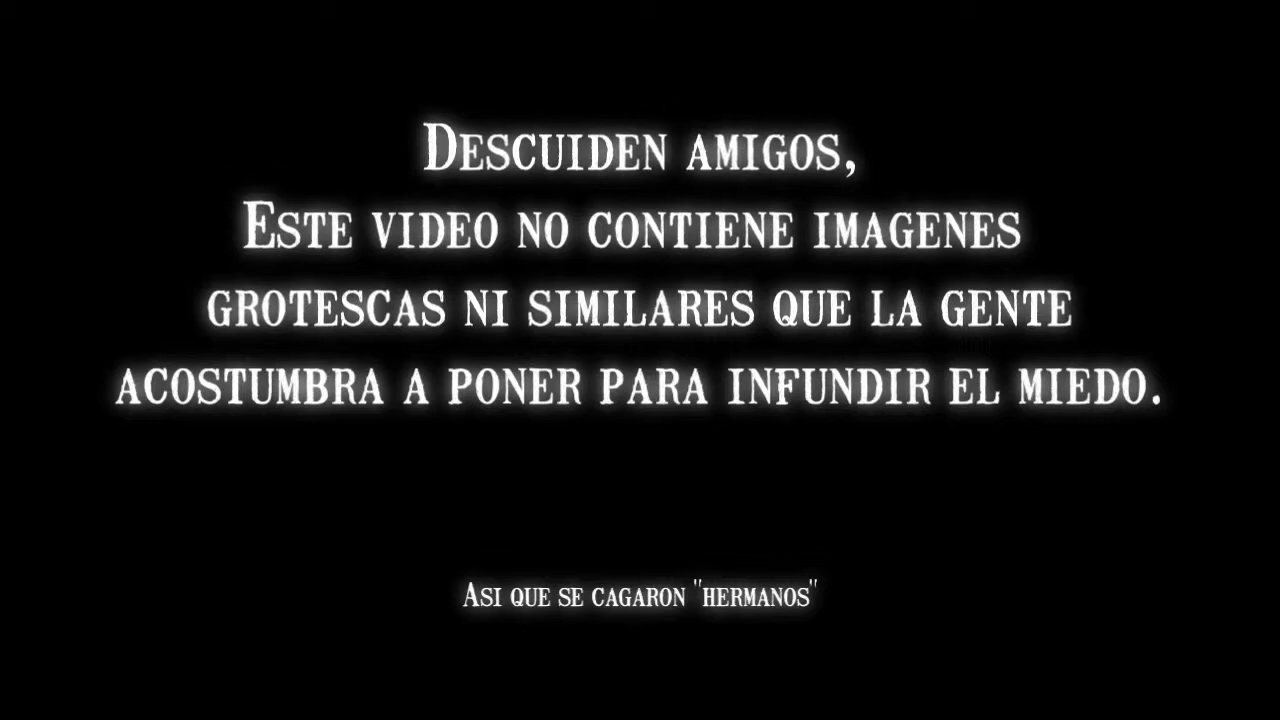 Descuiden amigos,
Este video no contiene imagenes
grotescas ni similares que la gente
acostumbra a poner para infundir el miedo.
Asi que se cagaron "hermanos"